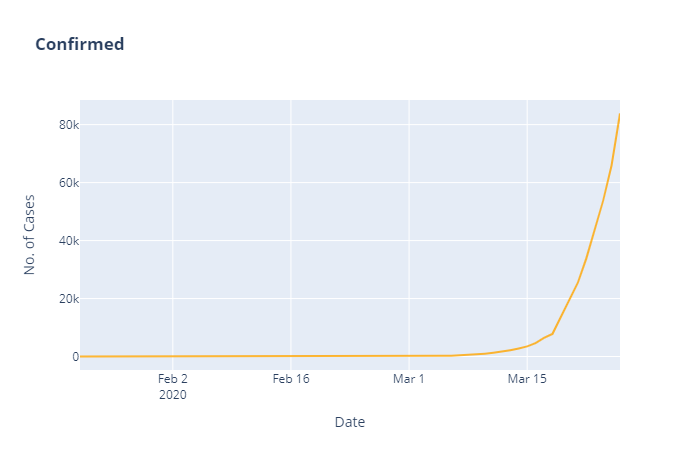 Confirmed
No. of Cases
80k
60k
40k
20k
0
Feb 2
2020
Feb 16
Mar 1
Mar 15
Date